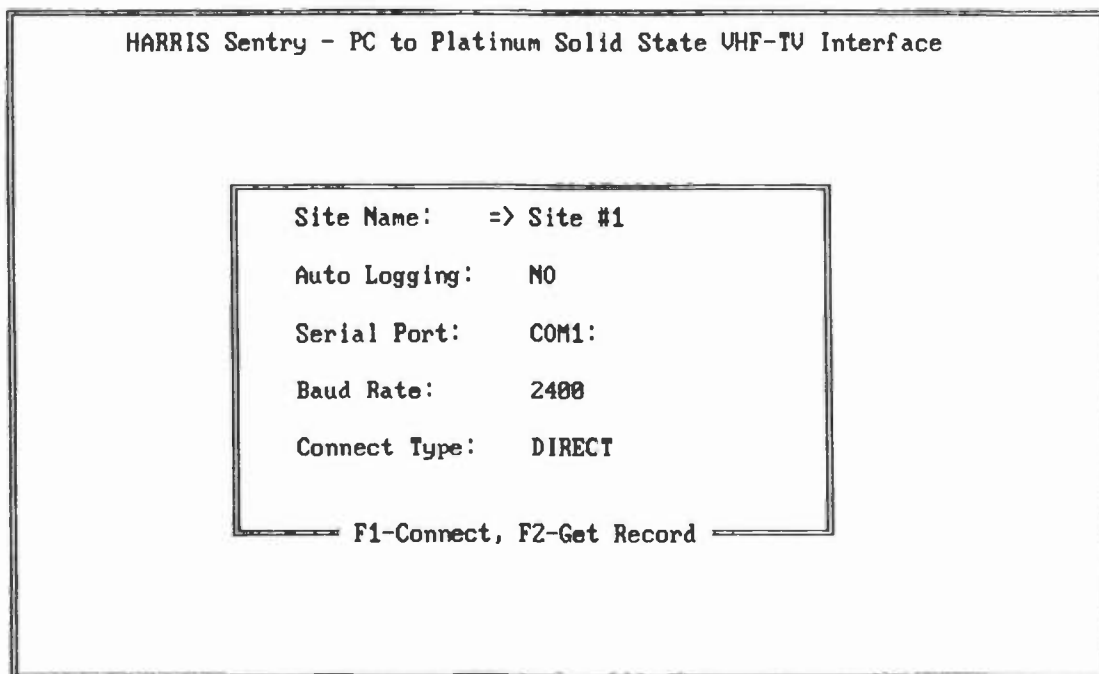 HARRIS Sentry - PC to Platinum Solid State VHF-TV Interface
Site Name: => Site #1
Auto Logging: NO
Serial Port: COM1:
Baud Rate: 2400
Connect Type: DIRECT
F1-Connect, F2-Get Record